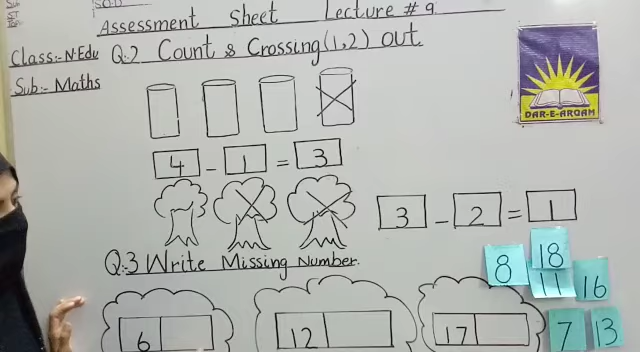 Assessment Sheet Lecture # 9
Class:- N-Edu
Sub:- Maths
Q:2 Count & Crossing (1,2) out
4 - 1 = 3
3 - 2 = 1
DAR-E-ARQAM
Q:3 Write Missing Number.
6
12
17
8
18
11
16
7
13